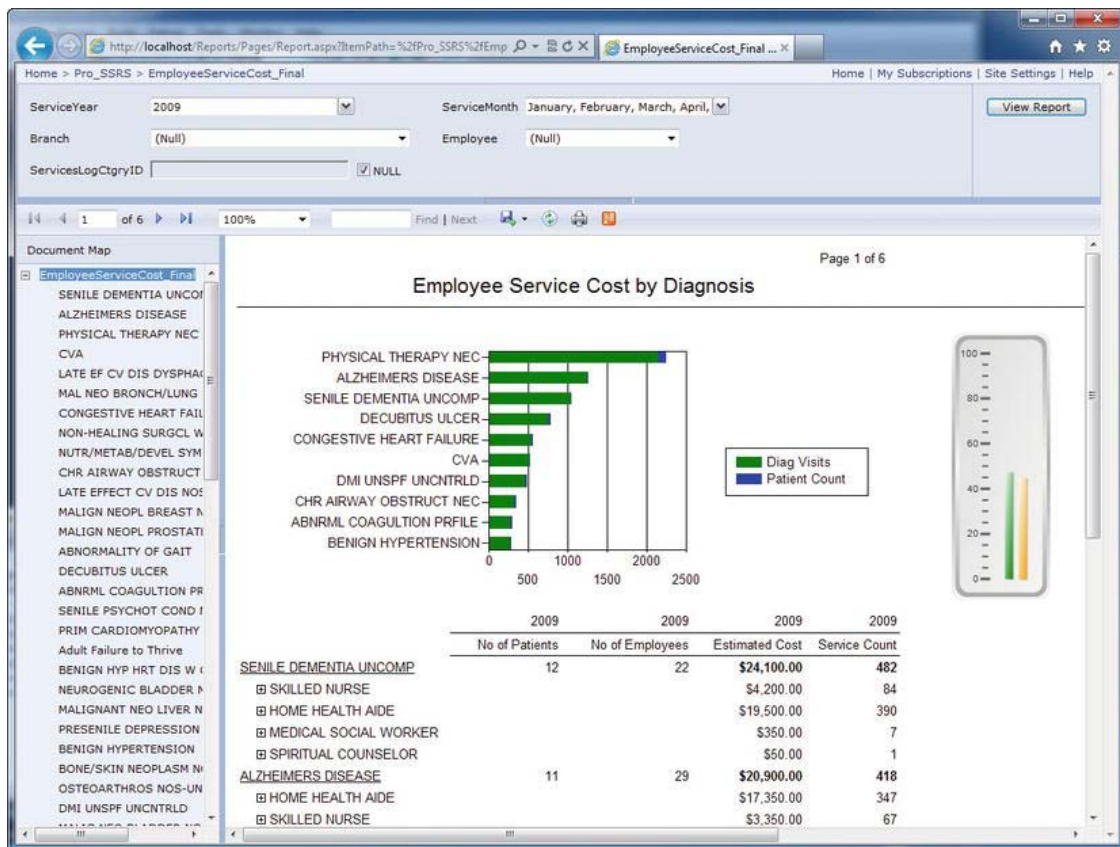 http://localhost/Reports/Pages/Report.aspx?ItemPath=%2fPro_SSRS%2fEmp
EmployeeServiceCost_Final ...
Home > Pro_SSRS > EmployeeServiceCost_Final
Home | My Subscriptions | Site Settings | Help
ServiceYear 2009 ServiceMonth January, February, March, April,
View Report
Branch (Null) Employee (Null)
ServicesLogCtgryID NULL
1 of 6 100% Find | Next
Document Map
EmployeeServiceCost_Final
SENILE DEMENTIA UNCOM
ALZHEIMERS DISEASE
PHYSICAL THERAPY NEC
CVA
LATE EF CV DIS DYSPHA
MAL NEO BRONCH/LUNG
CONGESTIVE HEART FAIL
NON-HEALING SURGCL W
NUTR/METAB/DEVEL SYM
CHR AIRWAY OBSTRUCT
LATE EFFECT CV DIS NOS
MALIGN NEOPL BREAST N
MALIGN NEOPL PROSTATI
ABNORMALITY OF GAIT
DECUBITUS ULCER
ABNRML COAGULTION PR
SENILE PSYCHOT COND
PRIM CARDIOMYOPATHY
Adult Failure to Thrive
BENIGN HYP HRT DIS W
NEUROGENIC BLADDER N
MALIGNANT NEO LIVER N
PRESENILE DEPRESSION
BENIGN HYPERTENSION
BONE/SKIN NEOPLASM N
OSTEOARTHROS NOS-UN
DMI UNSPF UNCNTRLD
Page 1 of 6
Employee Service Cost by Diagnosis
PHYSICAL THERAPY NEC
ALZHEIMERS DISEASE
SENILE DEMENTIA UNCOMP
DECUBITUS ULCER
CONGESTIVE HEART FAILURE
CVA
DMI UNSPF UNCNTRLD
CHR AIRWAY OBSTRUCT NEC
ABNRML COAGULTION PRFILE
BENIGN HYPERTENSION
0 1000 2000
500 1500 2500
Diag Visits
Patient Count
100
80
60
40
20
0
2009 2009 2009 2009
No of Patients No of Employees Estimated Cost Service Count
SENILE DEMENTIA UNCOMP 12 22 $24,100.00 482
SKILLED NURSE $4,200.00 84
HOME HEALTH AIDE $19,500.00 390
MEDICAL SOCIAL WORKER $350.00 7
SPIRITUAL COUNSELOR $50.00 1
ALZHEIMERS DISEASE 11 29 $20,900.00 418
HOME HEALTH AIDE $17,350.00 347
SKILLED NURSE $3,350.00 67